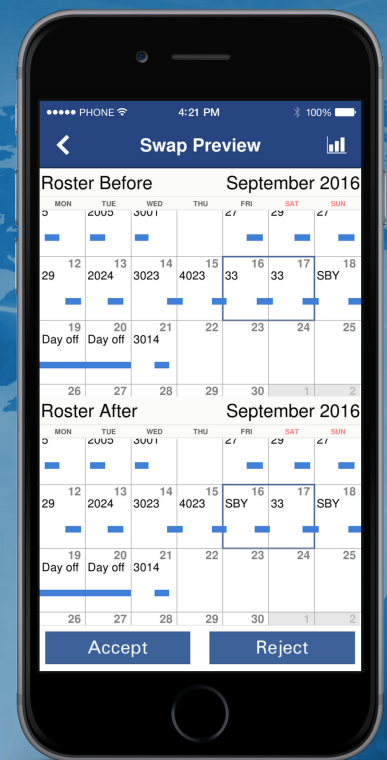 PHONE 4:21 PM 100%
Swap Preview
Roster Before September 2016
MON TUE WED THU FRI SAT SUN
5 2005 3001 27 29 27
12 13 14 15 16 17 18
29 2024 3023 4023 33 33 SBY
19 20 21 22 23 24 25
Day off Day off 3014
26 27 28 29 30 1 2
Roster After September 2016
MON TUE WED THU FRI SAT SUN
5 2005 3001 27 29 27
12 13 14 15 16 17 18
29 2024 3023 4023 SBY 33 SBY
19 20 21 22 23 24 25
Day off Day off 3014
26 27 28 29 30 1 2
Accept Reject